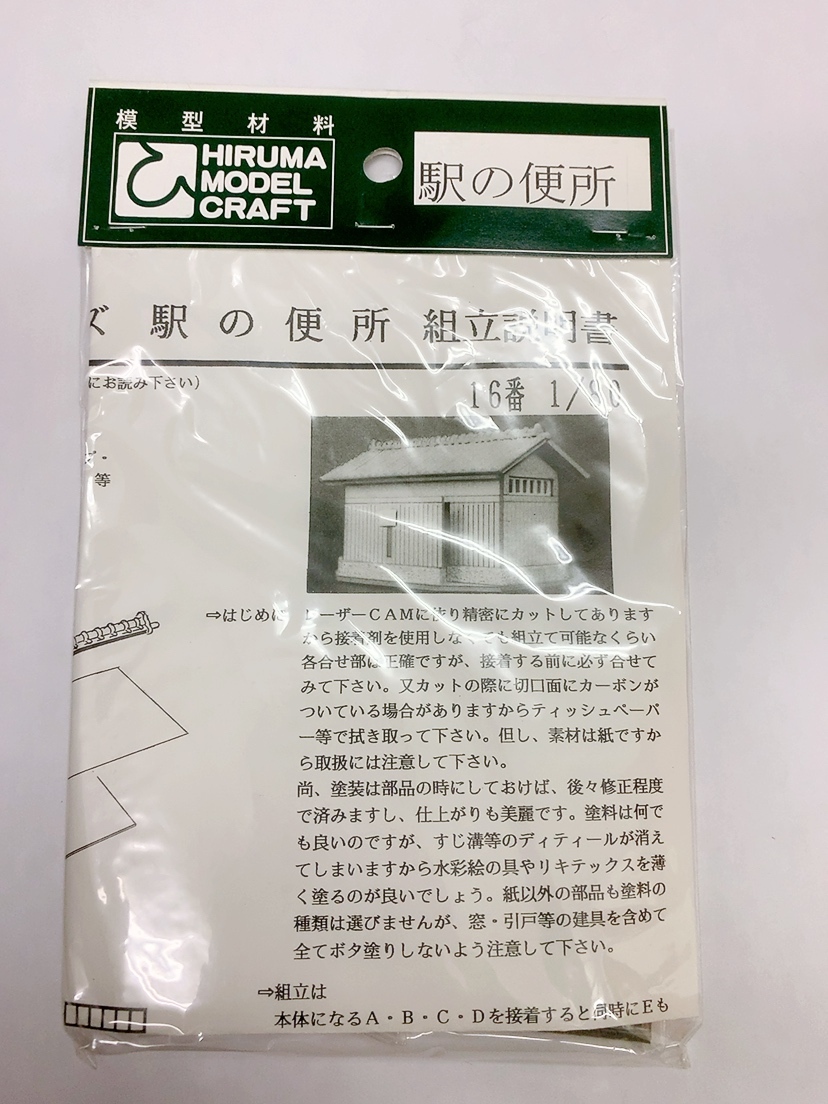 模型材料
HIRUMA
MODEL
CRAFT
駅の便所
ズ 駅の便所 組立説明書
にお読み下さい)
16番 1/80
等
⇨はじめに レーザーCAMに依り精密にカットしてあります
から接着剤を使用しなくても組立て可能なくらい
各合せ部は正確ですが、接着する前に必ず合せて
みて下さい。又カットの際に切口面にカーボンが
ついている場合がありますからティッシュペーパ
ー等で拭き取って下さい。但し、素材は紙ですか
ら取扱には注意して下さい。
尚、塗装は部品の時にしておけば、後々修正程度
で済みますし、仕上がりも美麗です。塗料は何で
も良いのですが、すじ溝等のディティールが消え
てしまいますから水彩絵の具やリキテックスを薄
く塗るのが良いでしょう。紙以外の部品も塗料の
種類は選びませんが、窓・引戸等の建具を含めて
全てボタ塗りしないよう注意して下さい。
⇨組立は
本体になるA・B・C・Dを接着すると同時にEも